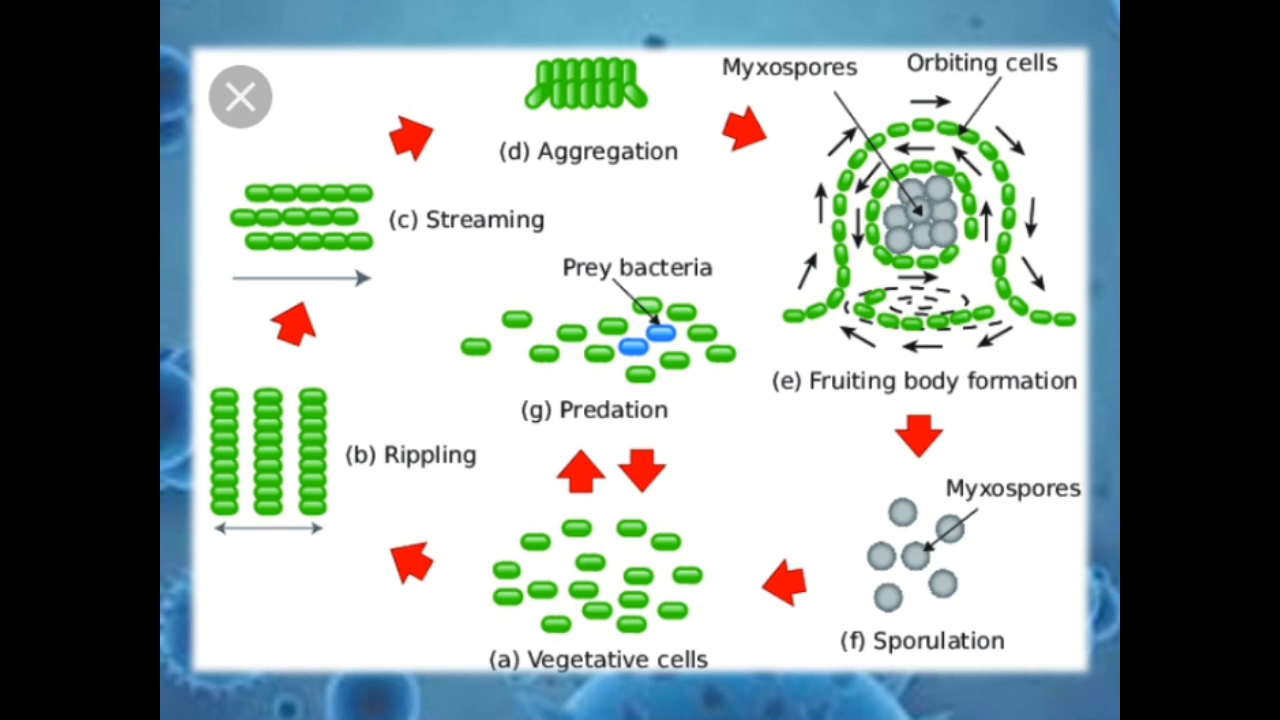 Myxospores
Orbiting cells
(d) Aggregation
(c) Streaming
Prey bacteria
(e) Fruiting body formation
(g) Predation
(b) Rippling
Myxospores
(f) Sporulation
(a) Vegetative cells